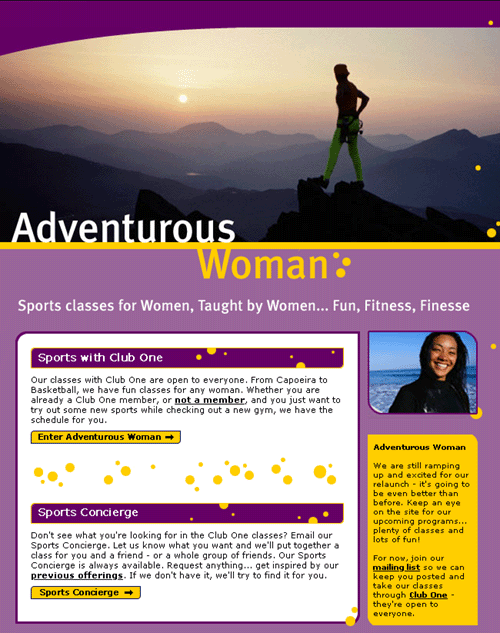 Adventurous
Woman
Sports classes for Women, Taught by Women... Fun, Fitness, Finesse
Sports with Club One
Our classes with Club One are open to everyone. From Capoeira to
Basketball, we have fun classes for any woman. Whether you are
already a Club One member, or not a member, and you just want to
try out some new sports while checking out a new gym, we have the
schedule for you.
Enter Adventurous Woman ➞
Sports Concierge
Don't see what you're looking for in the Club One classes? Email our
Sports Concierge. Let us know what you want and we'll put together a
class for you and a friend - or a whole group of friends. Our Sports
Concierge is always available. Request anything... get inspired by our
previous offerings. If we don't have it, we'll try to find it for you.
Sports Concierge ➞
Adventurous Woman
We are still ramping
up and excited for our
relaunch - it's going to
be even better than
before. Keep an eye
on the site for our
upcoming programs...
plenty of classes and
lots of fun!
For now, join our
mailing list so we can
keep you posted and
take our classes
through Club One -
they're open to
everyone.